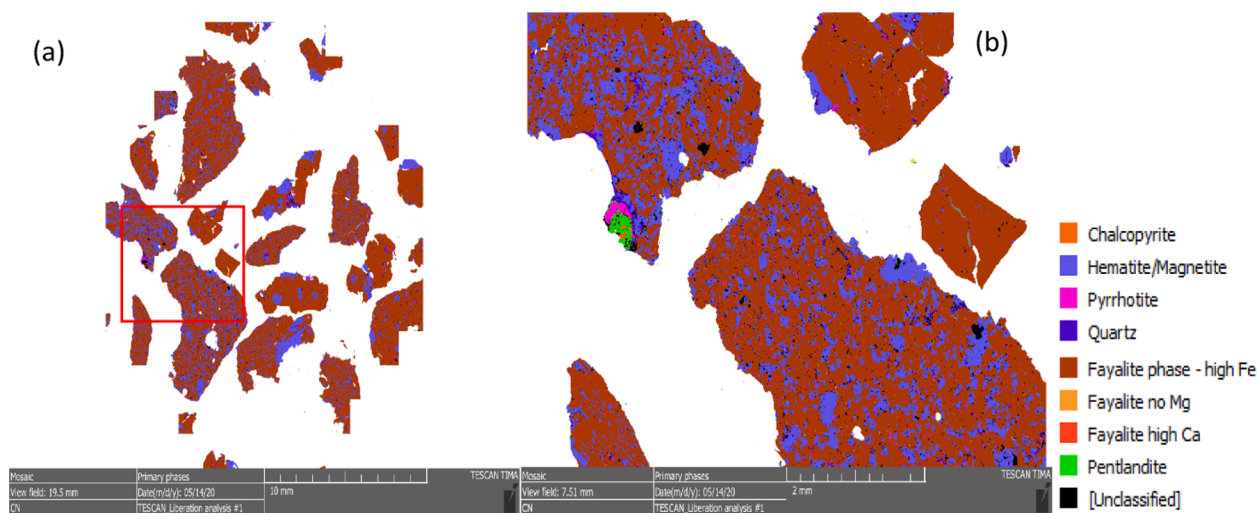 (a)
(b)
Chalcopyrite
Hematite/Magnetite
Pyrrhotite
Quartz
Fayalite phase - high Fe
Fayalite no Mg
Fayalite high Ca
Pentlandite
[Unclassified]
Mosaic Primary phases TESCAN TIMA
View field: 19.5 mm Date(m/d/y): 05/14/20 10 mm
CN TESCAN_Liberation analysis #1
Mosaic Primary phases TESCAN TIMA
View field: 7.51 mm Date(m/d/y): 05/14/20 2 mm
CN TESCAN_Liberation analysis #1